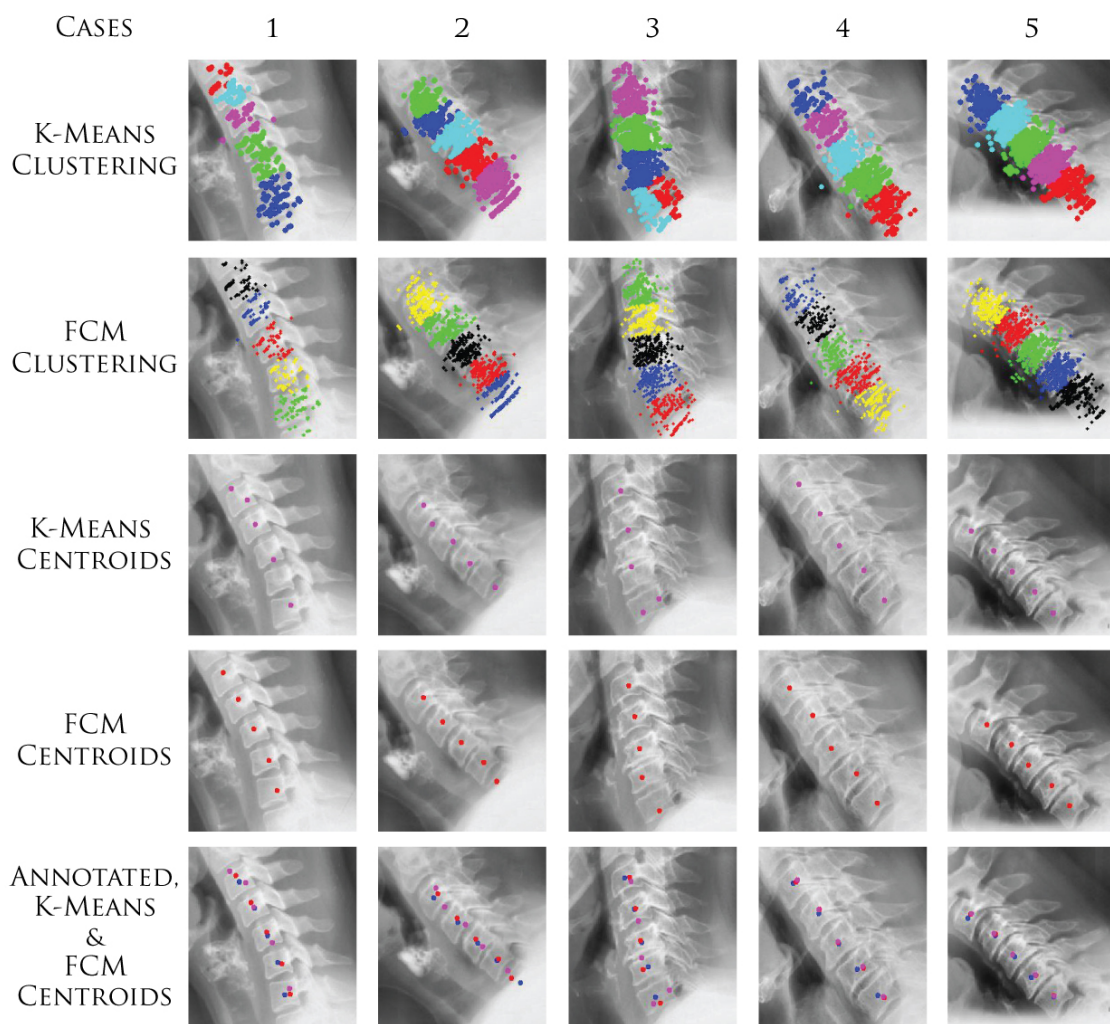 CASES 1 2 3 4 5
K-MEANS
CLUSTERING
FCM
CLUSTERING
K-MEANS
CENTROIDS
FCM
CENTROIDS
ANNOTATED,
K-MEANS
&
FCM
CENTROIDS